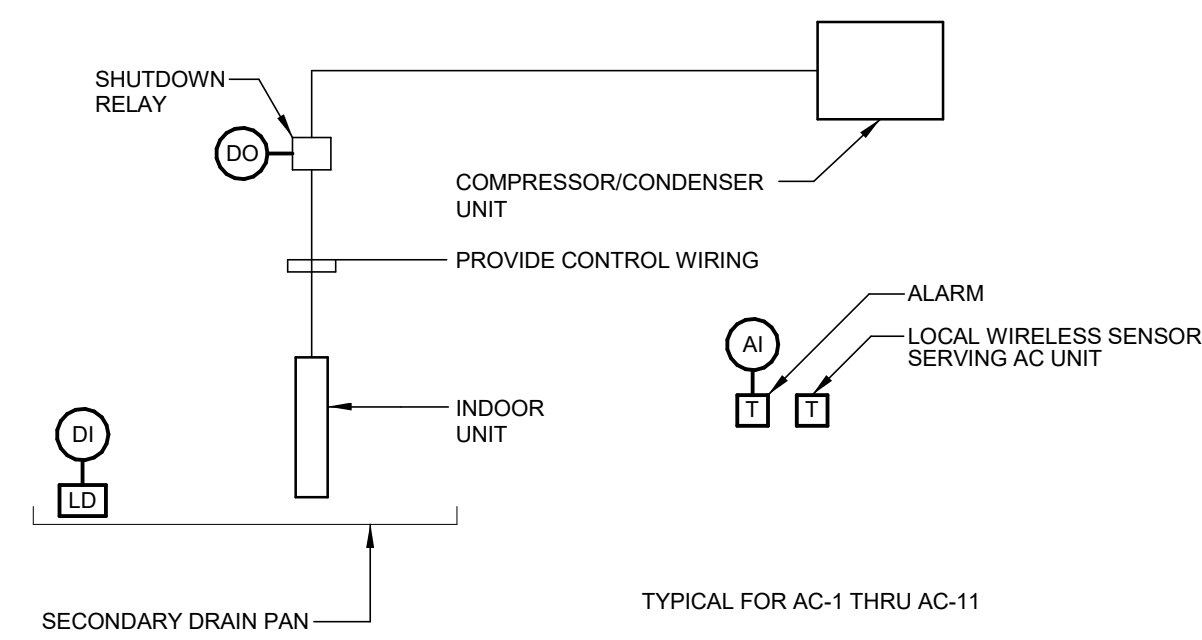 SHUTDOWN
RELAY
DO
COMPRESSOR/CONDENSER
UNIT
PROVIDE CONTROL WIRING
ALARM
LOCAL WIRELESS SENSOR
SERVING AC UNIT
AI
T
T
INDOOR
UNIT
DI
LD
TYPICAL FOR AC-1 THRU AC-11
SECONDARY DRAIN PAN